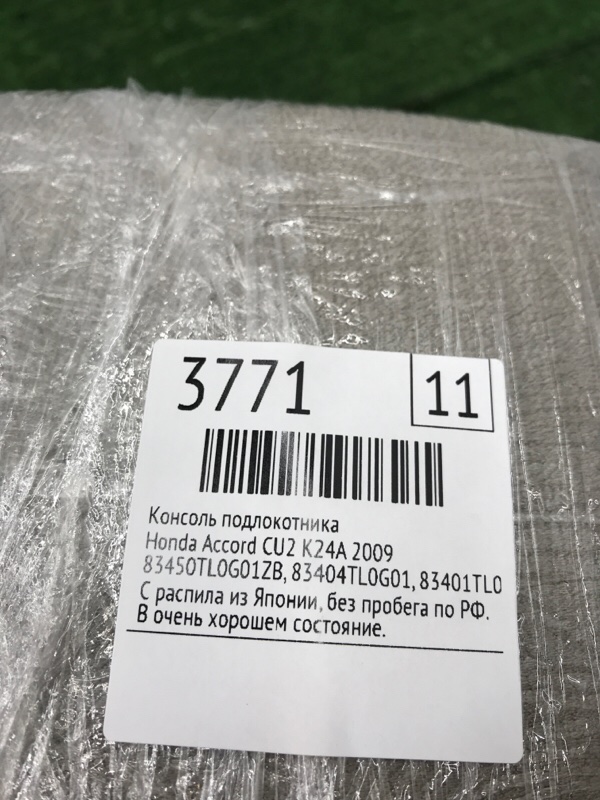 3771
11
Консоль подлокотника
Honda Accord CU2 K24A 2009
83450TL0G01ZB, 83404TL0G01, 83401TL0
С распила из Японии, без пробега по РФ.
В очень хорошем состояние.